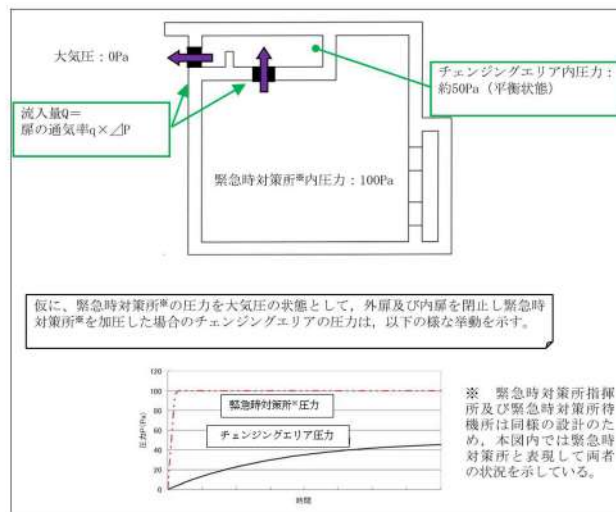 大気圧:0Pa
チェンジングエリア内圧力:
約50Pa(平衡状態)
流入量Q=
扉の通気率q×⊿P
緊急時対策所※内圧力:100Pa
仮に、緊急時対策所※の圧力を大気圧の状態として,外扉及び内扉を閉止し緊急時
対策所※を加圧した場合のチェンジングエリアの圧力は,以下の様な挙動を示す。
120
100
80
60
40
20
0
圧力P(Pa)
緊急時対策所※圧力
チェンジングエリア圧力
時間
※ 緊急時対策所指揮
所及び緊急時対策所待
機所は同様の設計のた
め,本図内では緊急時
対策所と表現して両者
の状況を示している。